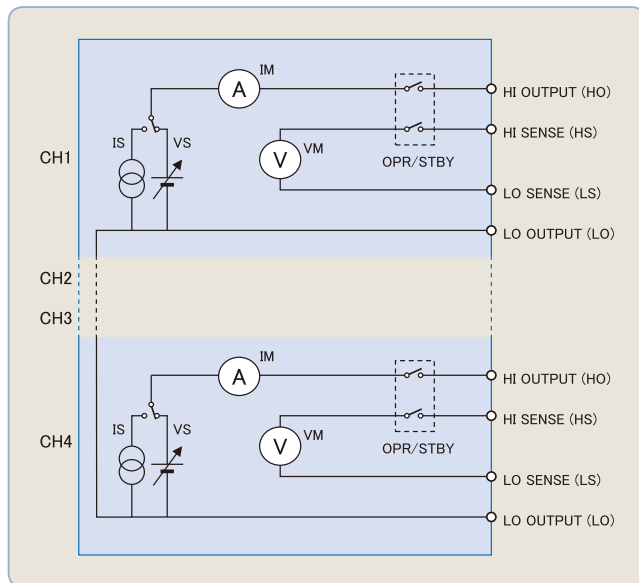 IM
A
HI OUTPUT (HO)
HI SENSE (HS)
IS
VS
VM
V
CH1
OPR/STBY
LO SENSE (LS)
LO OUTPUT (LO)
CH2
CH3
IM
A
HI OUTPUT (HO)
HI SENSE (HS)
IS
VS
VM
V
CH4
OPR/STBY
LO SENSE (LS)
LO OUTPUT (LO)